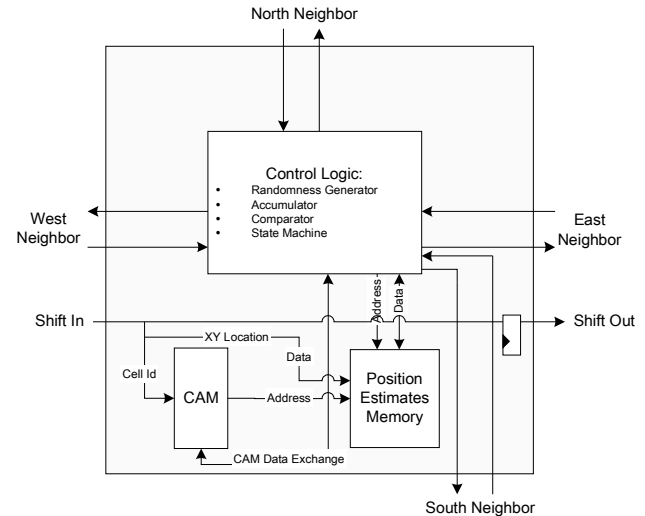 North Neighbor
Control Logic:
• Randomness Generator
• Accumulator
• Comparator
• State Machine
West
Neighbor
East
Neighbor
Address
Data
Shift In
Shift Out
XY Location
Data
Cell Id
CAM
Address
Position
Estimates
Memory
CAM Data Exchange
South Neighbor